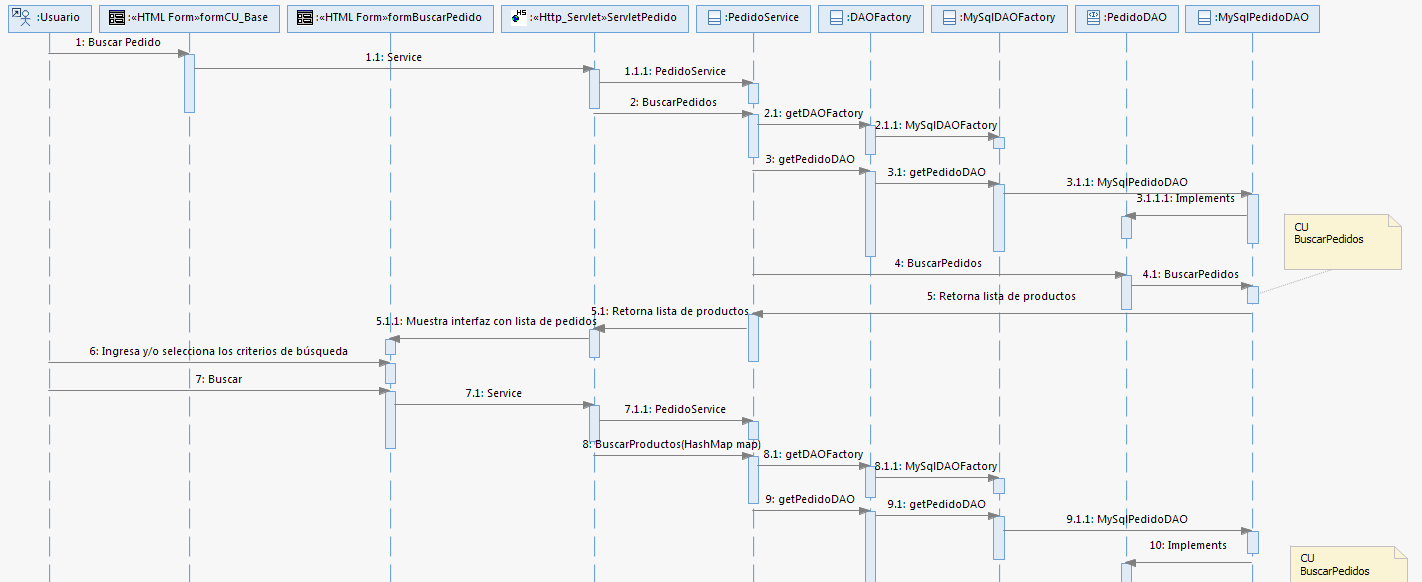 :Usuario
:«HTML Form»formCU_Base
:«HTML Form»formBuscarPedido
HS
:«Http_Servlet»ServletPedido
:PedidoService
:DAOFactory
:MySqlDAOFactory
:PedidoDAO
:MySqlPedidoDAO
1: Buscar Pedido
1.1: Service
1.1.1: PedidoService
2: BuscarPedidos
2.1: getDAOFactory
2.1.1: MySqlDAOFactory
3: getPedidoDAO
3.1: getPedidoDAO
3.1.1: MySqlPedidoDAO
3.1.1.1: Implements
CU
BuscarPedidos
4: BuscarPedidos
4.1: BuscarPedidos
5: Retorna lista de productos
5.1: Retorna lista de productos
5.1.1: Muestra interfaz con lista de pedidos
6: Ingresa y/o selecciona los criterios de búsqueda
7: Buscar
7.1: Service
7.1.1: PedidoService
8: BuscarProductos(HashMap map)
8.1: getDAOFactory
8.1.1: MySqlDAOFactory
9: getPedidoDAO
9.1: getPedidoDAO
9.1.1: MySqlPedidoDAO
10: Implements
CU
BuscarPedidos